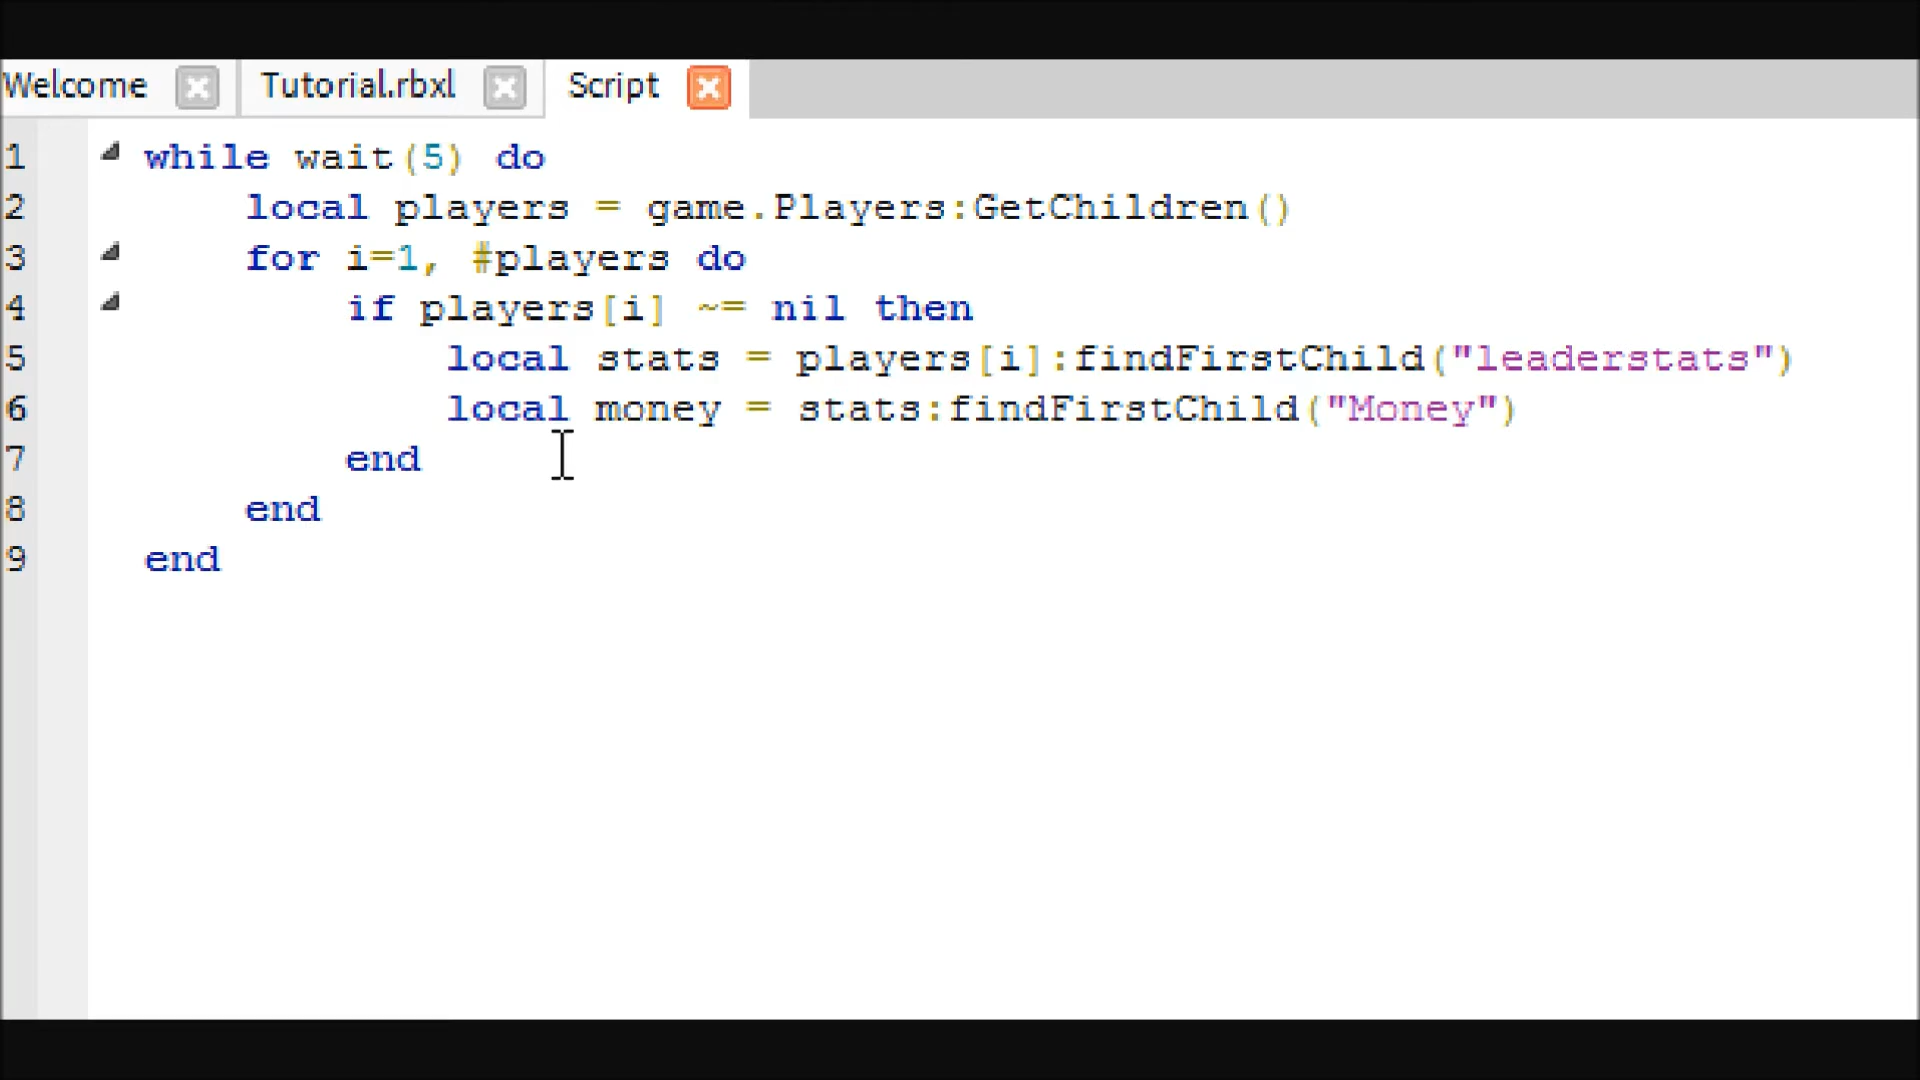 Welcome Tutorial.rbxl Script
1 while wait(5) do
2 local players = game.Players:GetChildren()
3 for i=1, #players do
4 if players[i] ~= nil then
5 local stats = players[i]:findFirstChild("leaderstats")
6 local money = stats:findFirstChild("Money")
7 end
8 end
9 end